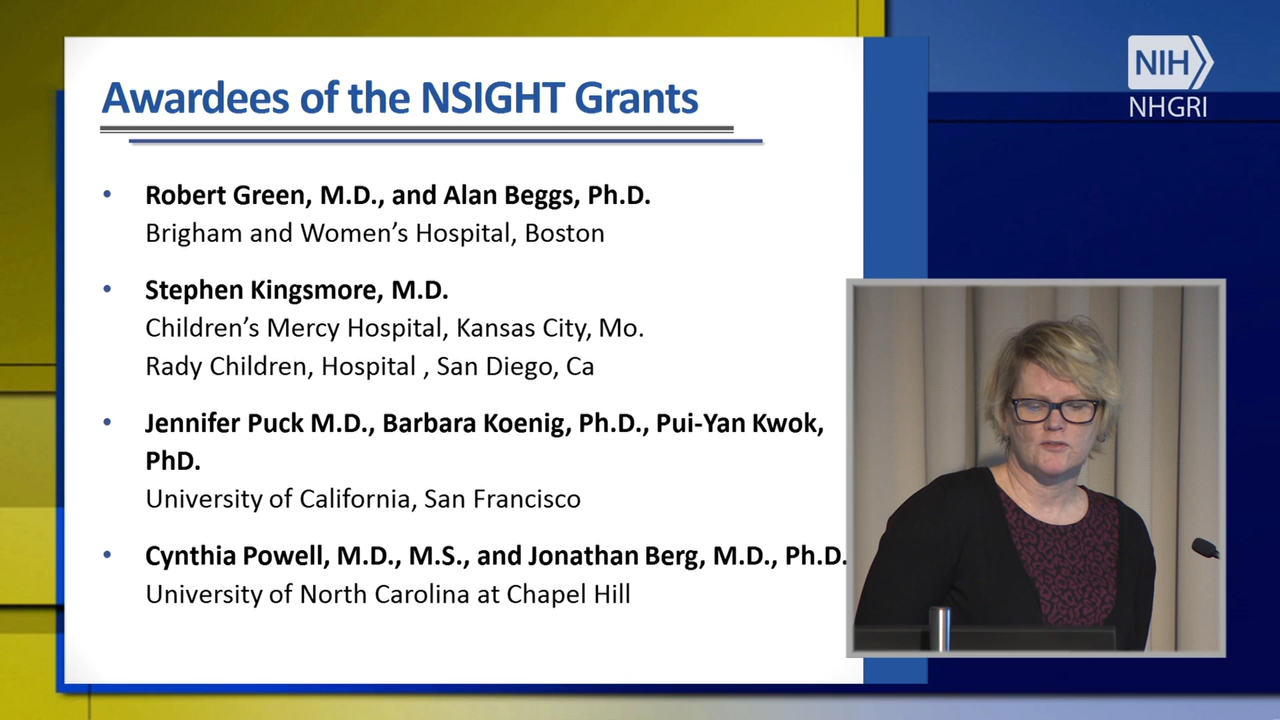 Awardees of the NSIGHT Grants
NIH
NHGRI
• Robert Green, M.D., and Alan Beggs, Ph.D.
Brigham and Women’s Hospital, Boston
• Stephen Kingsmore, M.D.
Children’s Mercy Hospital, Kansas City, Mo.
Rady Children, Hospital , San Diego, Ca
• Jennifer Puck M.D., Barbara Koenig, Ph.D., Pui-Yan Kwok,
PhD.
University of California, San Francisco
• Cynthia Powell, M.D., M.S., and Jonathan Berg, M.D., Ph.D.
University of North Carolina at Chapel Hill